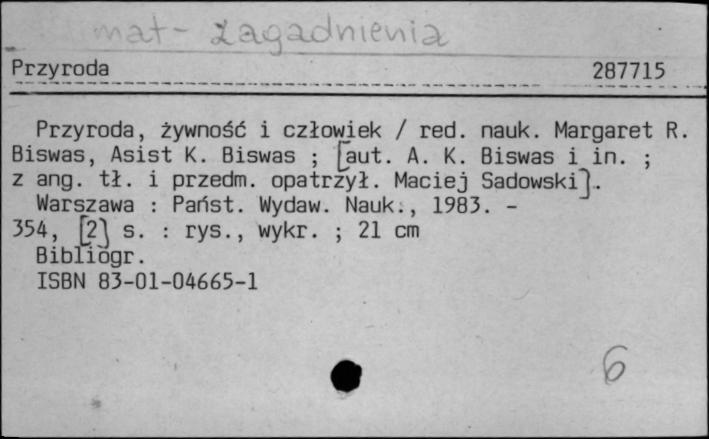 mat - zagadnienia
Przyroda 287715
Przyroda, żywność i człowiek / red. nauk. Margaret R.
Biswas, Asist K. Biswas ; [aut. A. K. Biswas i in. ;
z ang. tł. i przedm. opatrzył. Maciej Sadowski].
Warszawa : Państ. Wydaw. Nauk., 1983. -
354, [2] s. : rys., wykr. ; 21 cm
Bibliogr.
ISBN 83-01-04665-1
6